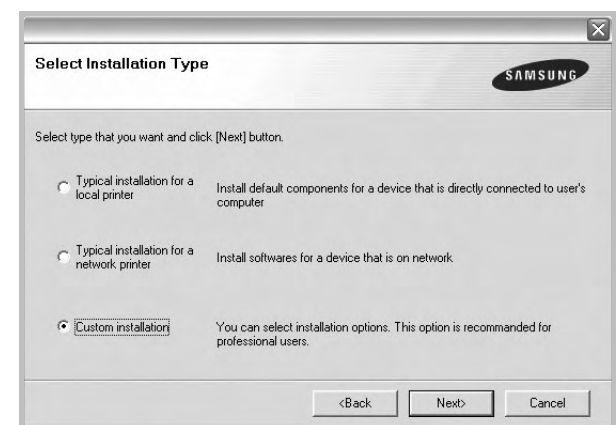 Select Installation Type
SAMSUNG
Select type that you want and click [Next] button.
Typical installation for a
local printer
Install default components for a device that is directly connected to user's
computer
Typical installation for a
network printer
Install softwares for a device that is on network
Custom installation
You can select installation options. This option is recommanded for
professional users.
<Back
Next>
Cancel